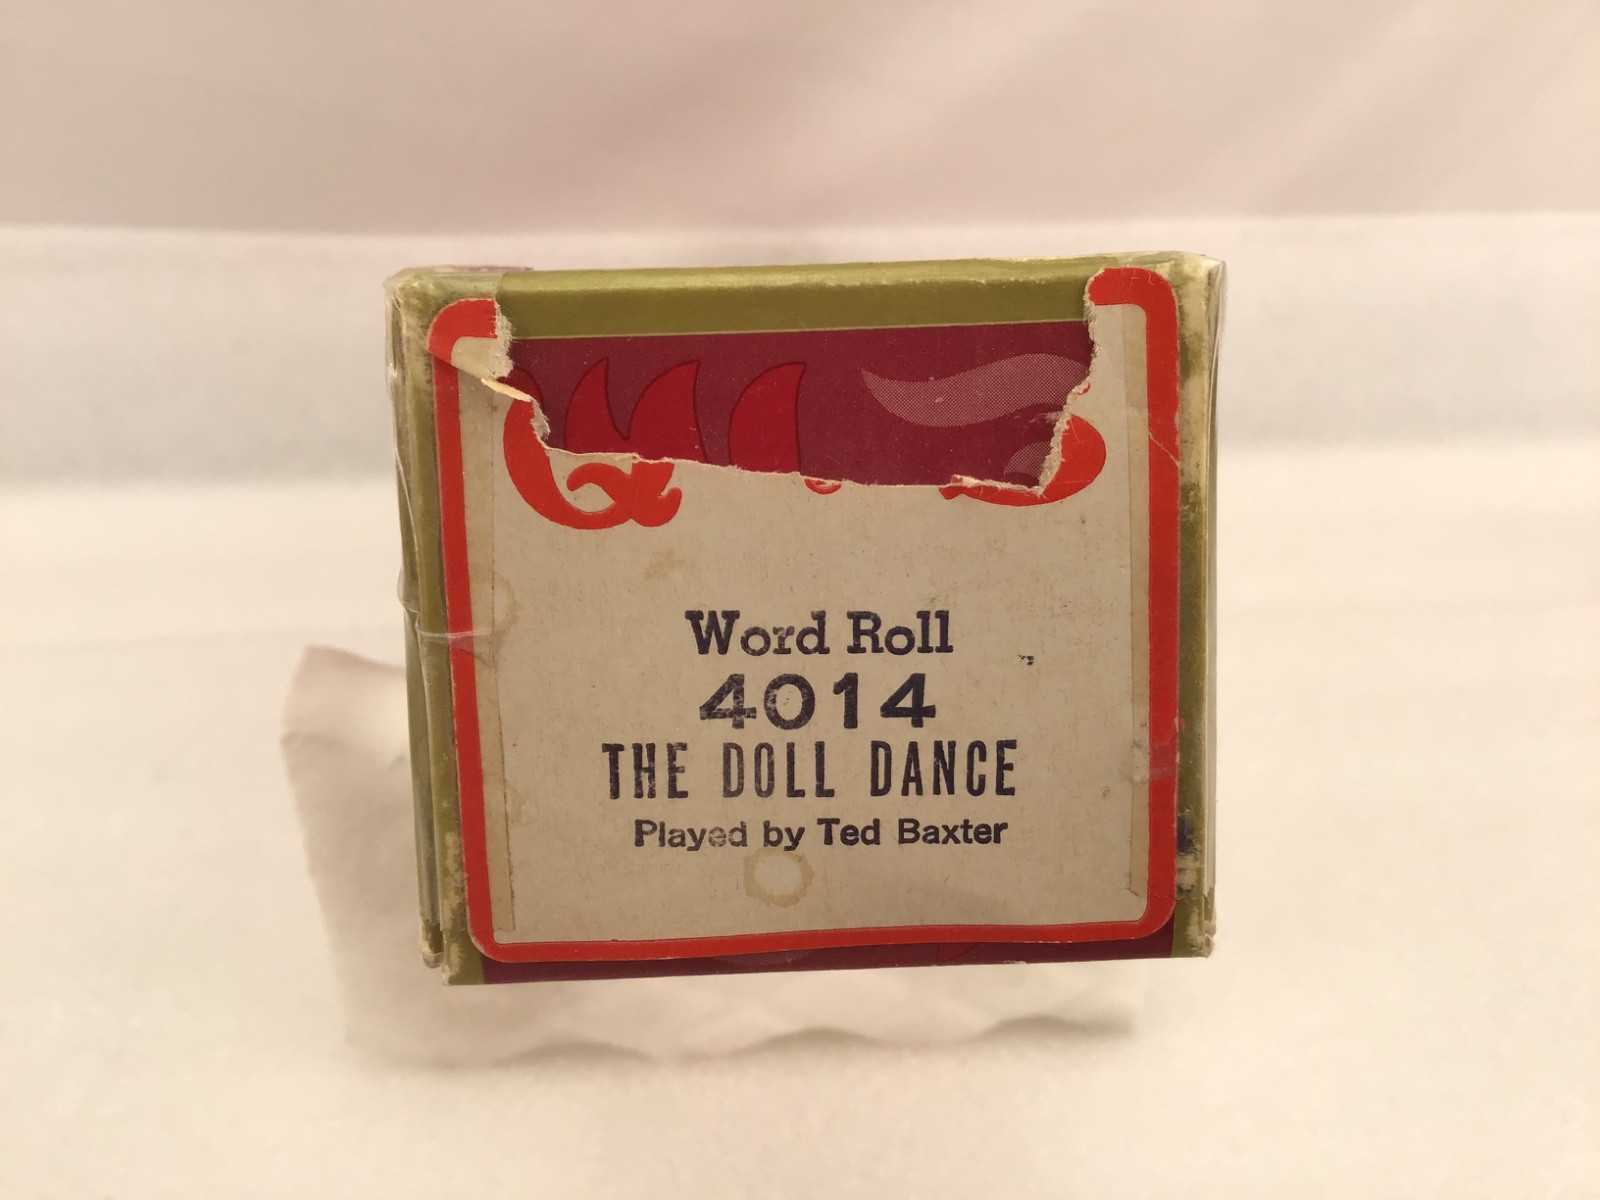 Word Roll
4014
THE DOLL DANCE
Played by Ted Baxter